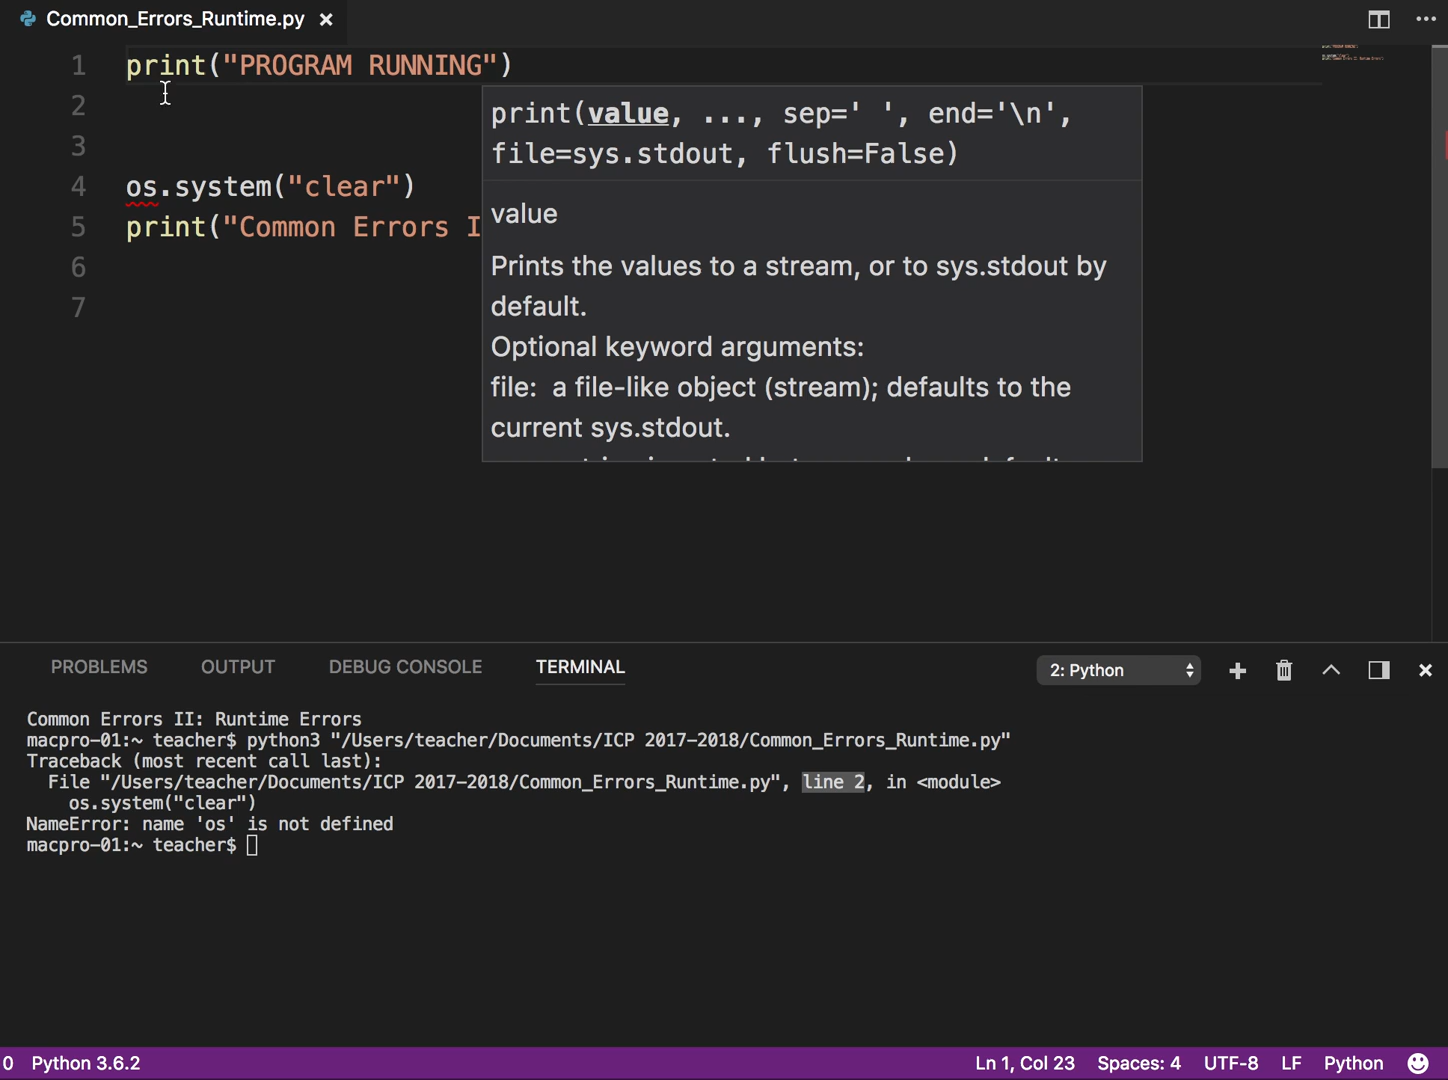 Common_Errors_Runtime.py ×
1 print("PROGRAM RUNNING")
2
3
4 os.system("clear")
5 print("Common Errors I
6
7
print(value, ..., sep=' ', end='\n',
file=sys.stdout, flush=False)
value
Prints the values to a stream, or to sys.stdout by
default.
Optional keyword arguments:
file: a file-like object (stream); defaults to the
current sys.stdout.
PROBLEMS OUTPUT DEBUG CONSOLE TERMINAL 2: Python
Common Errors II: Runtime Errors
macpro-01:~ teacher$ python3 "/Users/teacher/Documents/ICP 2017-2018/Common_Errors_Runtime.py"
Traceback (most recent call last):
File "/Users/teacher/Documents/ICP 2017-2018/Common_Errors_Runtime.py", line 2, in <module>
os.system("clear")
NameError: name 'os' is not defined
macpro-01:~ teacher$
0 Python 3.6.2 Ln 1, Col 23 Spaces: 4 UTF-8 LF Python